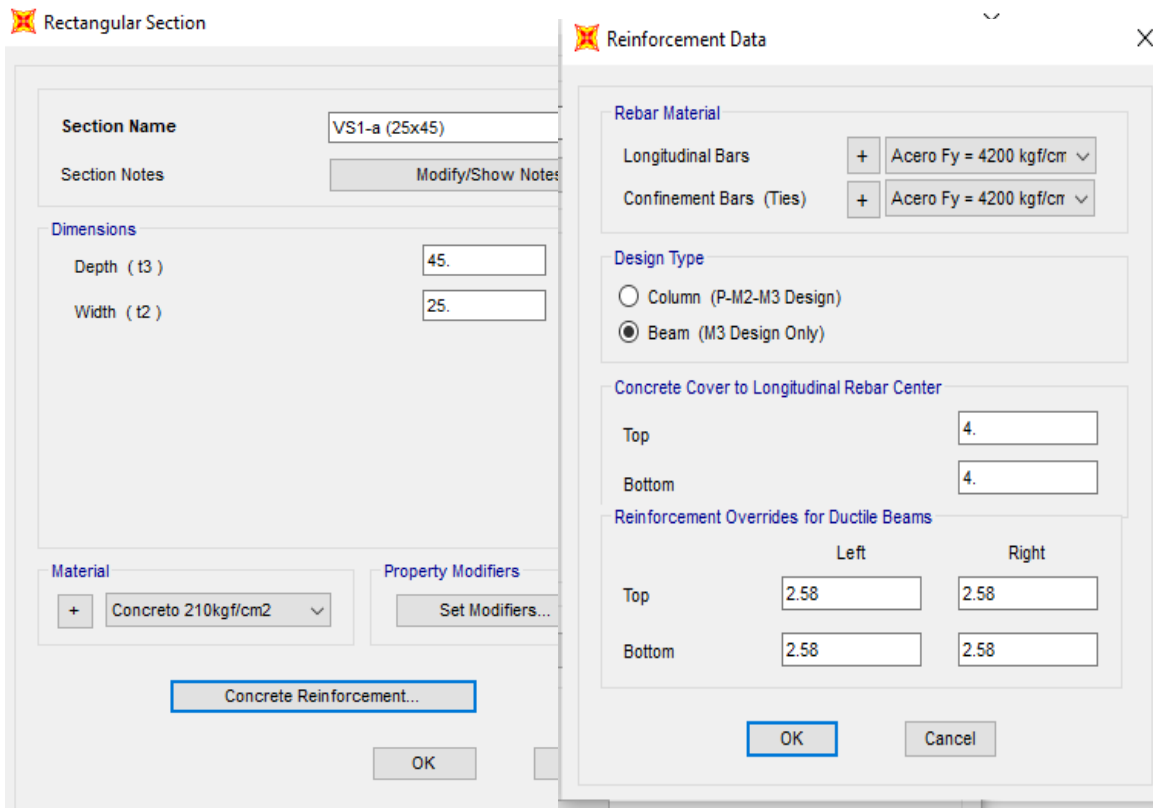 Rectangular Section
Section Name
VS1-a (25x45)
Section Notes
Modify/Show Notes
Dimensions
Depth ( t3 )
45.
Width ( t2 )
25.
Material
+
Concreto 210kgf/cm2
Property Modifiers
Set Modifiers...
Concrete Reinforcement...
OK
Reinforcement Data
Rebar Material
Longitudinal Bars
+
Acero Fy = 4200 kgf/cm
Confinement Bars (Ties)
+
Acero Fy = 4200 kgf/cm
Design Type
Column (P-M2-M3 Design)
Beam (M3 Design Only)
Concrete Cover to Longitudinal Rebar Center
Top
4.
Bottom
4.
Reinforcement Overrides for Ductile Beams
Left Right
Top 2.58 2.58
Bottom 2.58 2.58
OK Cancel